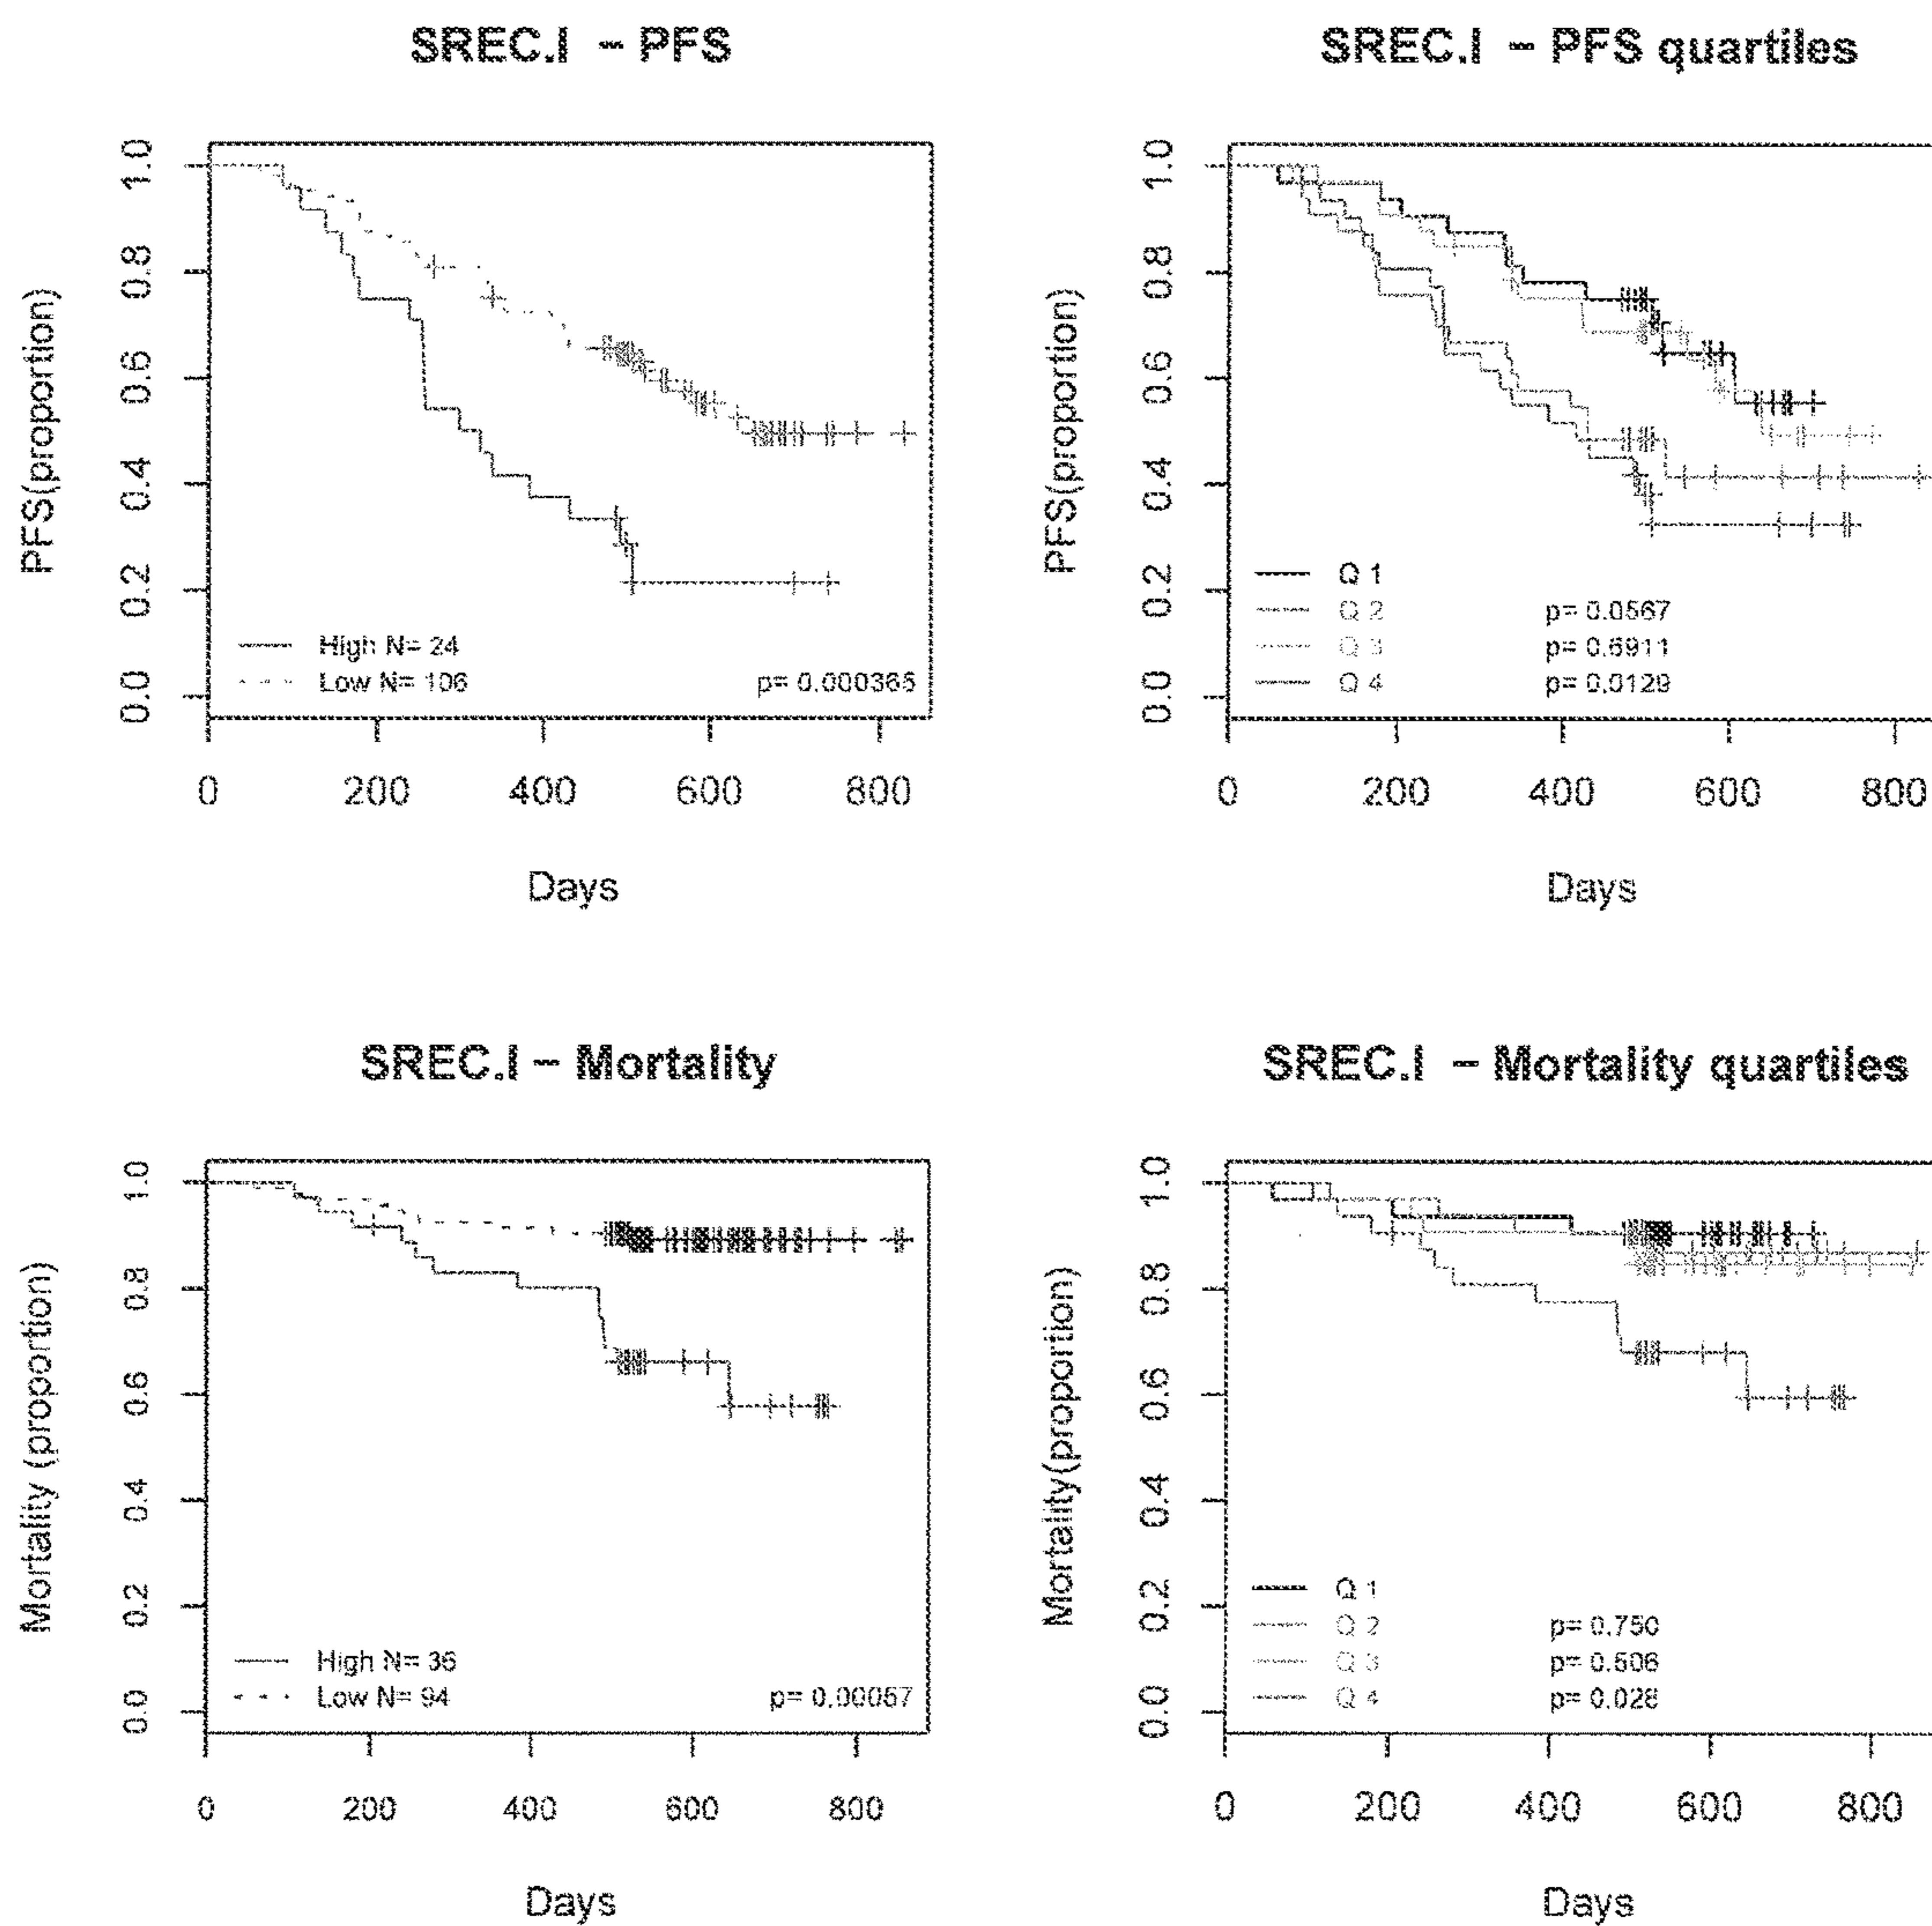 SREC.I – PFS
PFS(proportion)
1.0
0.8
0.6
0.4
0.2
0.0
High N= 24
Low N= 106
p= 0.000365
0 200 400 600 800
Days
SREC.I – PFS quartiles
PFS(proportion)
1.0
0.8
0.6
0.4
0.2
0.0
Q 1
Q 2 p= 0.0567
Q 3 p= 0.6911
Q 4 p= 0.0129
0 200 400 600 800
Days
SREC.I – Mortality
Mortality (proportion)
1.0
0.8
0.6
0.4
0.2
0.0
High N= 36
Low N= 94
p= 0.00057
0 200 400 600 800
Days
SREC.I – Mortality quartiles
Mortality(proportion)
1.0
0.8
0.6
0.4
0.2
0.0
Q 1
Q 2 p= 0.750
Q 3 p= 0.506
Q 4 p= 0.028
0 200 400 600 800
Days